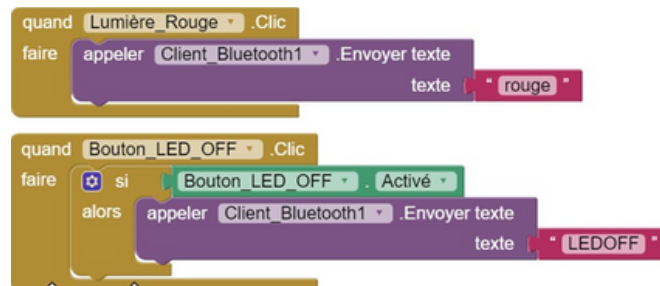 quand Lumière_Rouge .Clic
faire appeler Client_Bluetooth1 .Envoyer texte
texte " rouge "
quand Bouton_LED_OFF .Clic
faire si Bouton_LED_OFF . Activé
alors appeler Client_Bluetooth1 .Envoyer texte
texte " LEDOFF "